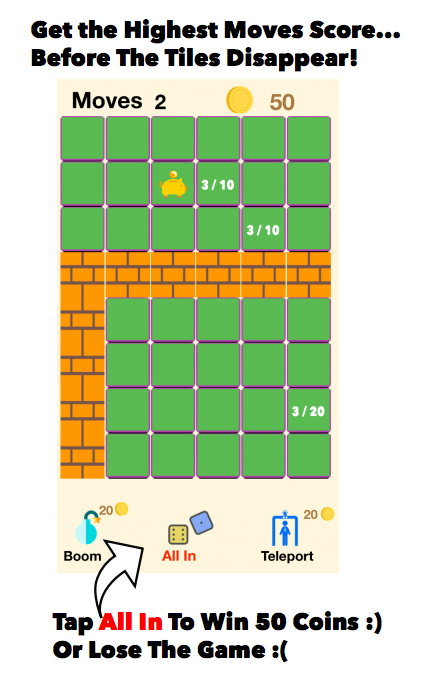 Get the Highest Moves Score...
Before The Tiles Disappear!
Moves 2 50
3 / 10
3 / 10
3 / 20
20 20
Boom All In Teleport
Tap All In To Win 50 Coins :)
Or Lose The Game :(